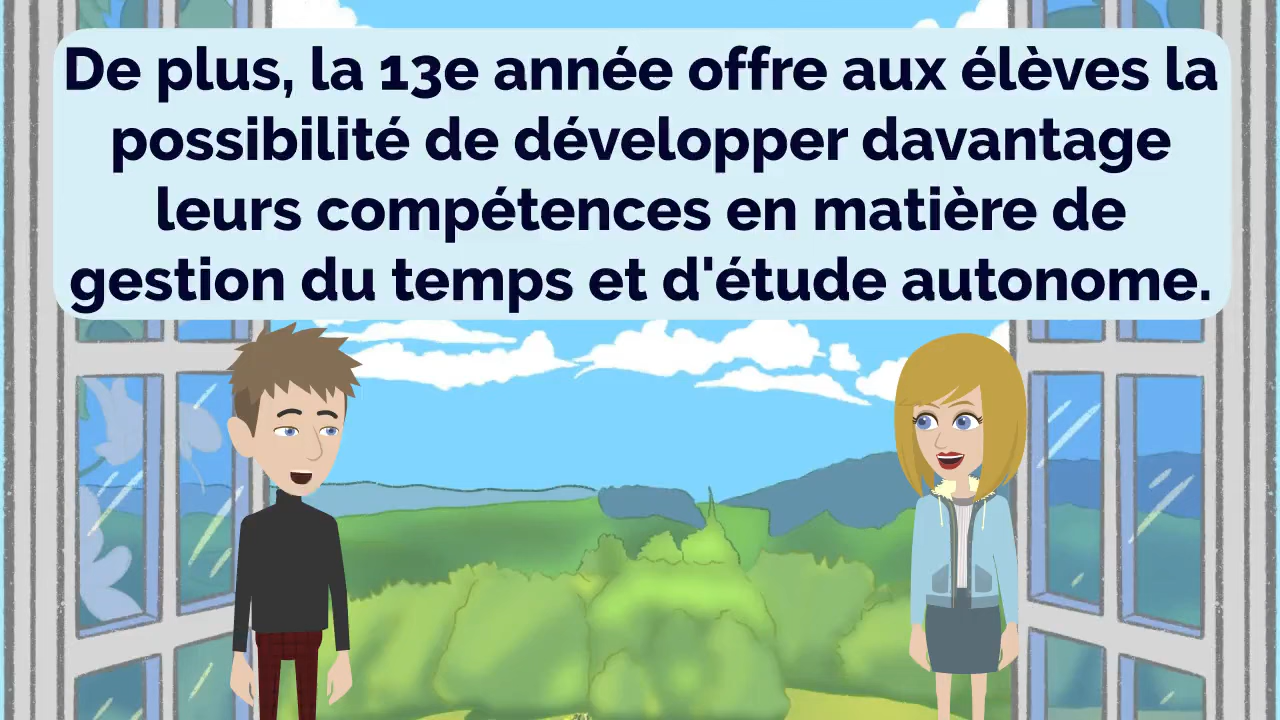 De plus, la 13e année offre aux élèves la
possibilité de développer davantage
leurs compétences en matière de
gestion du temps et d'étude autonome.